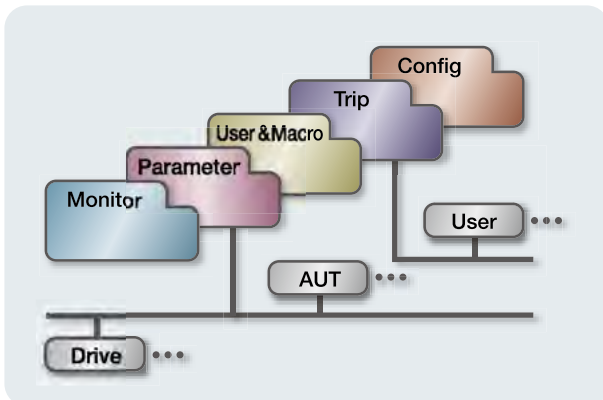 Config
Trip
User &Macro
Parameter
Monitor
User
AUT
Drive